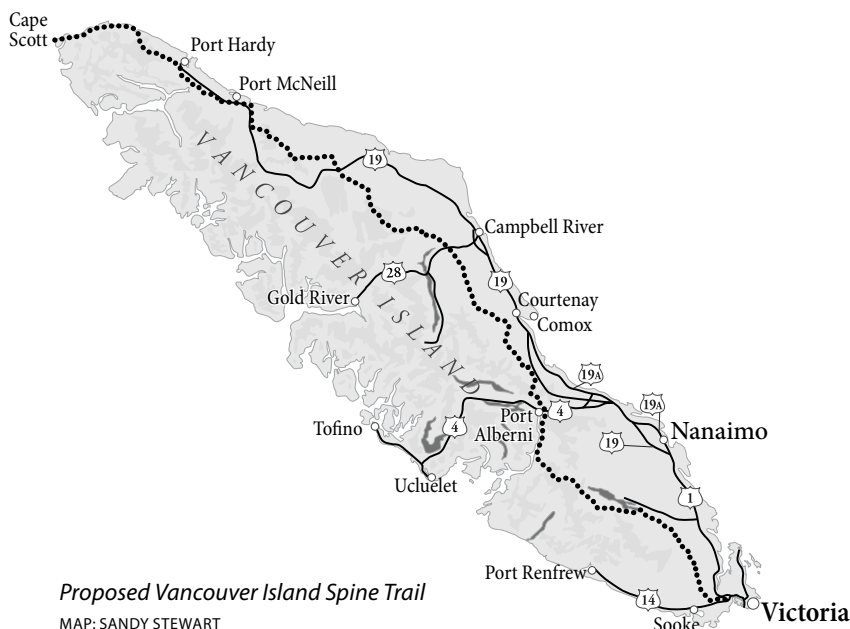 Cape
Scott
Port Hardy
Port McNeill
VANCOUVER ISLAND
19
Campbell River
28
19
Gold River
Courtenay
Comox
19A
19A
4
Port
Alberni
4
Tofino
Nanaimo
19
Ucluelet
1
Port Renfrew
14
Proposed Vancouver Island Spine Trail
Victoria
MAP: SANDY STEWART
Sooke